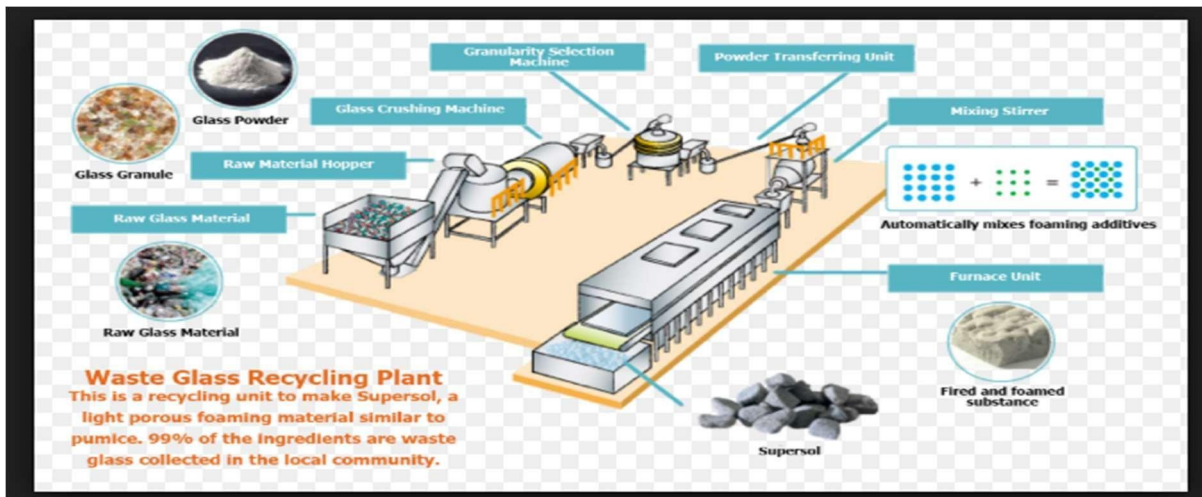 Granularity Selection
Machine
Powder Transferring Unit
Glass Powder
Glass Crushing Machine
Mixing Stirrer
Raw Material Hopper
Glass Granule
+
=
Raw Glass Material
Automatically mixes foaming additives
Furnace Unit
Raw Glass Material
Waste Glass Recycling Plant
This is a recycling unit to make Supersol, a
light porous foaming material similar to
pumice. 99% of the ingredients are waste
glass collected in the local community.
Fired and foamed
substance
Supersol